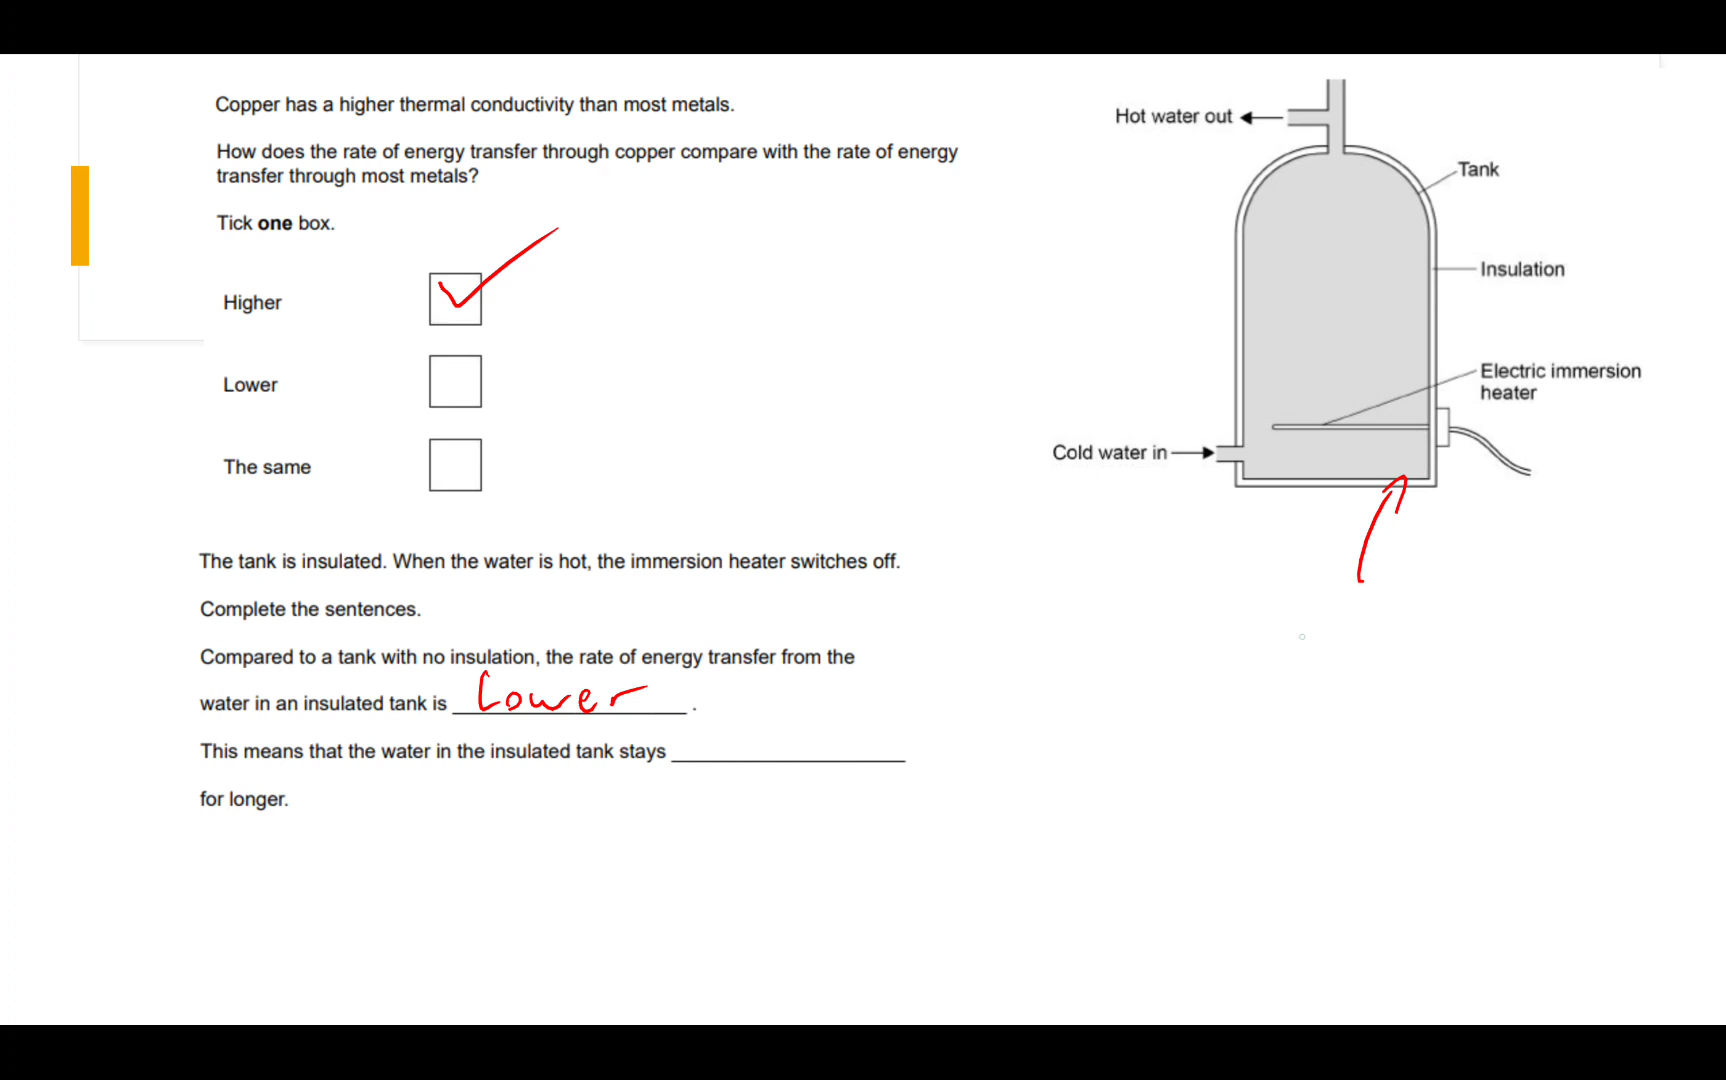 Copper has a higher thermal conductivity than most metals.
How does the rate of energy transfer through copper compare with the rate of energy
transfer through most metals?
Tick one box.
Higher
Lower
The same
Hot water out
Tank
Insulation
Electric immersion
heater
Cold water in
The tank is insulated. When the water is hot, the immersion heater switches off.
Complete the sentences.
Compared to a tank with no insulation, the rate of energy transfer from the
water in an insulated tank is Lower .
This means that the water in the insulated tank stays
for longer.